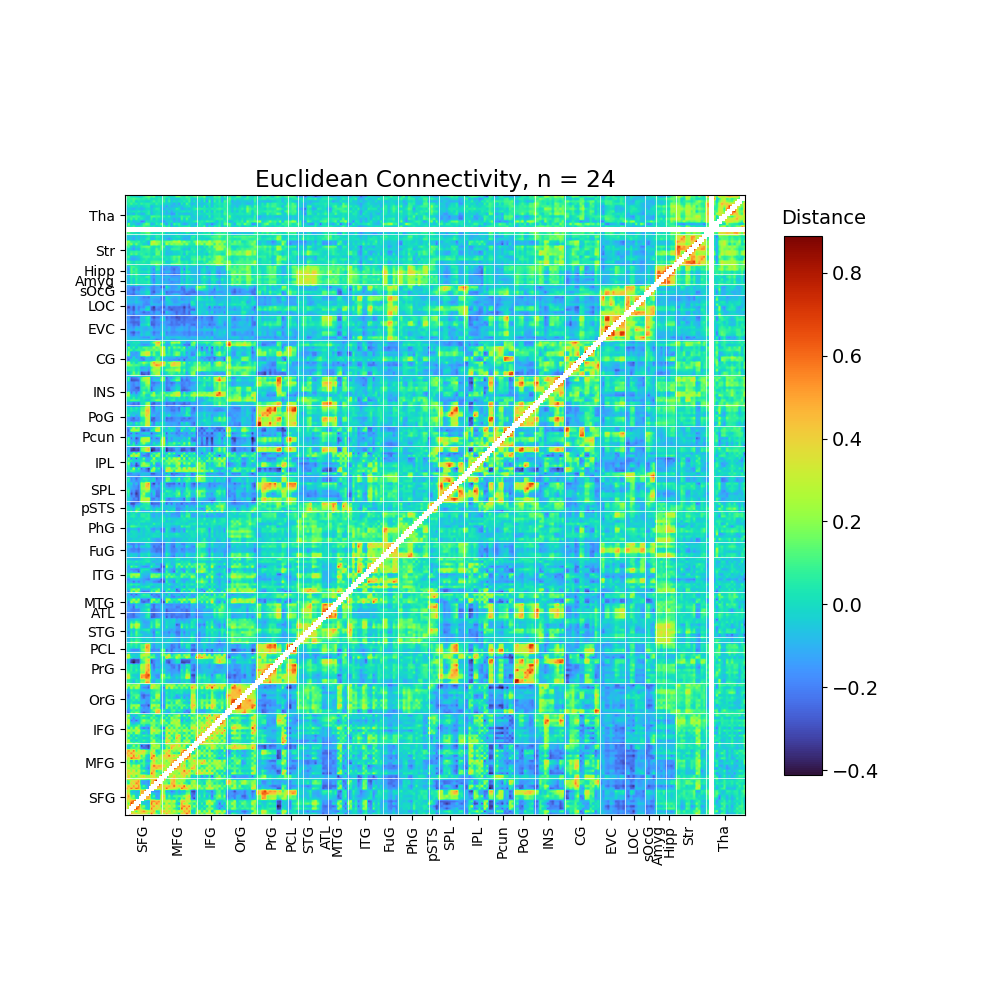 Euclidean Connectivity, n = 24
Distance
Tha
Str
Hipp
Amyg
sOcG
LOC
EVC
CG
INS
PoG
Pcun
IPL
SPL
pSTS
PhG
FuG
ITG
MTG
ATL
STG
PCL
PrG
OrG
IFG
MFG
SFG
0.8
0.6
0.4
0.2
0.0
−0.2
−0.4
SFG
MFG
IFG
OrG
PrG
PCL
STG
ATL
MTG
ITG
FuG
PhG
pSTS
SPL
IPL
Pcun
PoG
INS
CG
EVC
LOC
sOcG
Amyg
Hipp
Str
Tha